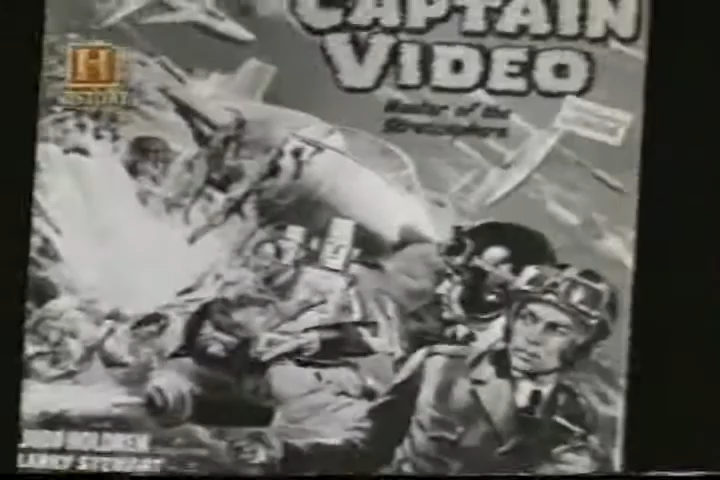 CAPTAIN
VIDEO
Master of the
Stratosphere
H
HISTORY
JUDD HOLDREN
LARRY STEWART